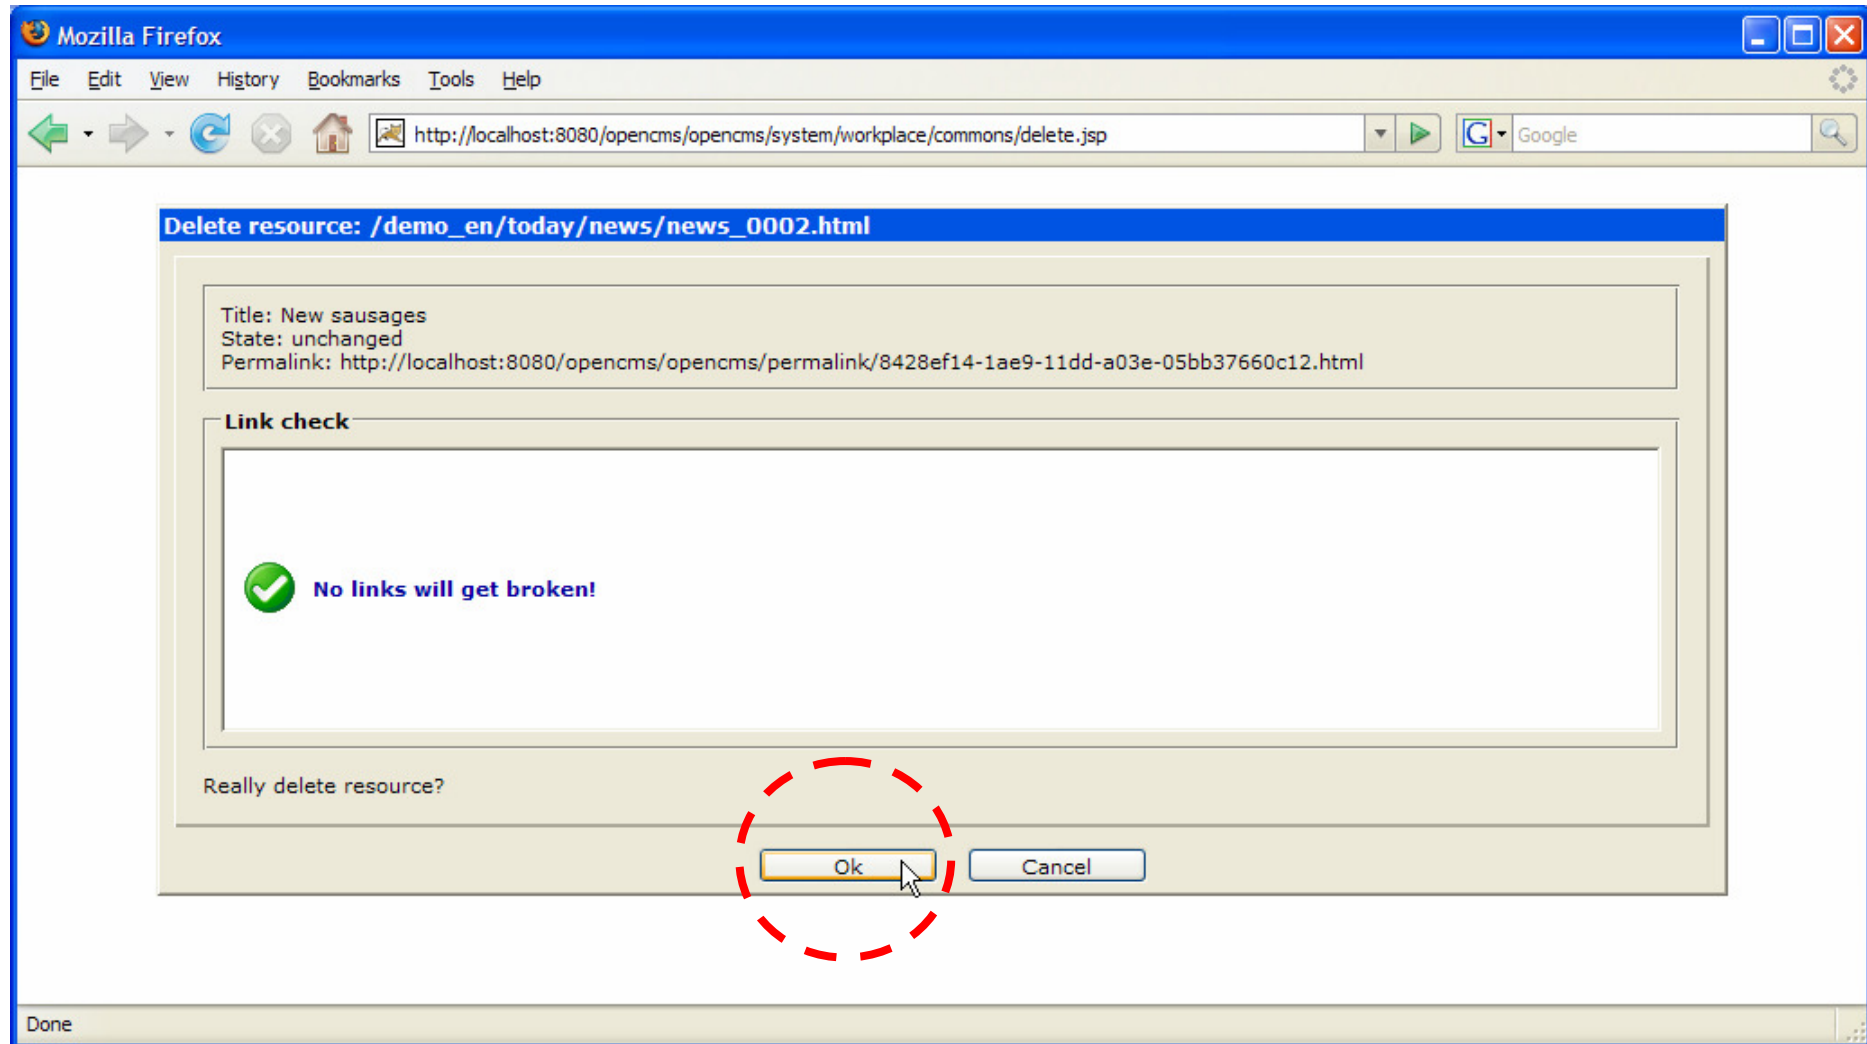 Mozilla Firefox
File Edit View History Bookmarks Tools Help
http://localhost:8080/opencms/opencms/system/workplace/commons/delete.jsp G Google
Delete resource: /demo_en/today/news/news_0002.html
Title: New sausages
State: unchanged
Permalink: http://localhost:8080/opencms/opencms/permalink/8428ef14-1ae9-11dd-a03e-05bb37660c12.html
Link check
No links will get broken!
Really delete resource?
Ok Cancel
Done